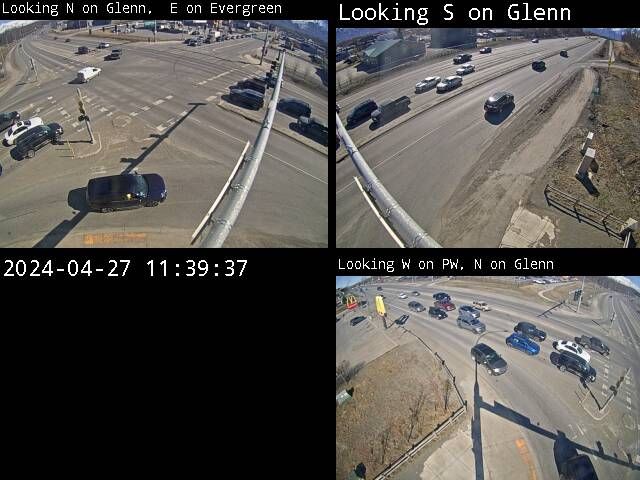 Looking N on Glenn,  E on Evergreen
Looking S on Glenn
2024-04-27 11:39:37
Looking W on PW, N on Glenn